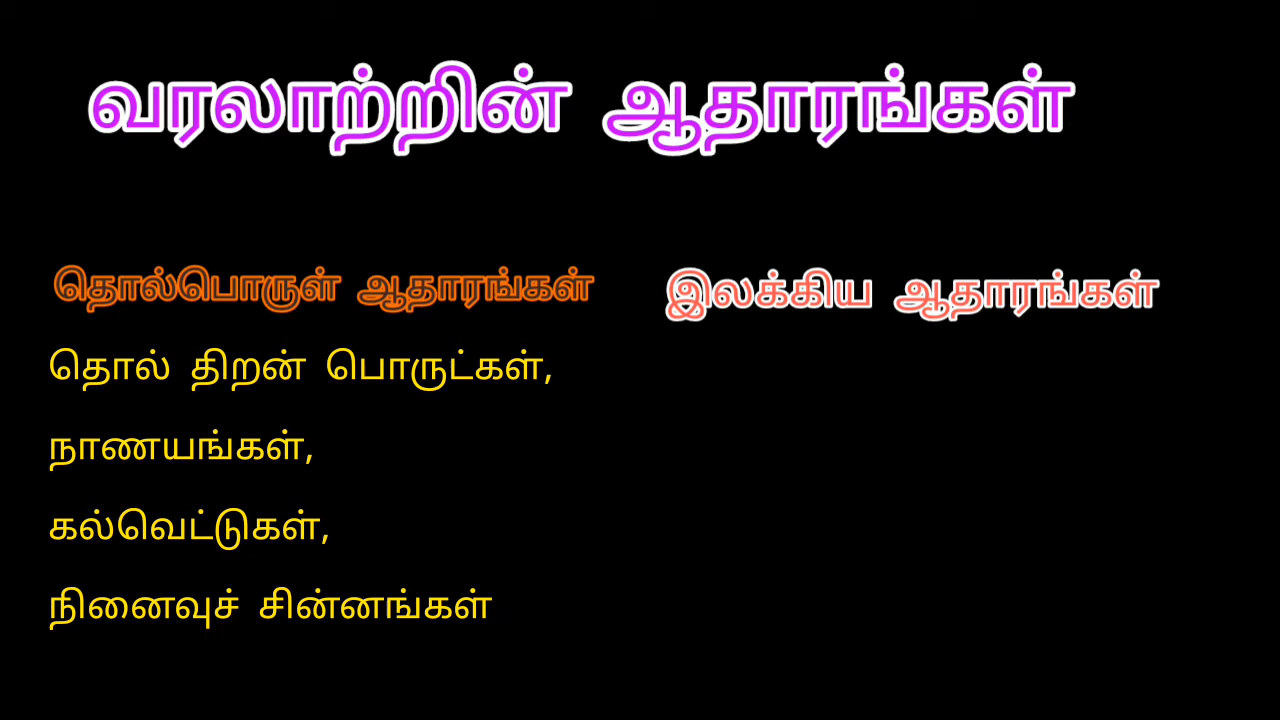 வரலாற்றின் ஆதாரங்கள்
தொல்பொருள் ஆதாரங்கள்
இலக்கிய ஆதாரங்கள்
தொல் திறன் பொருட்கள்,
நாணயங்கள்,
கல்வெட்டுகள்,
நினைவுச் சின்னங்கள்